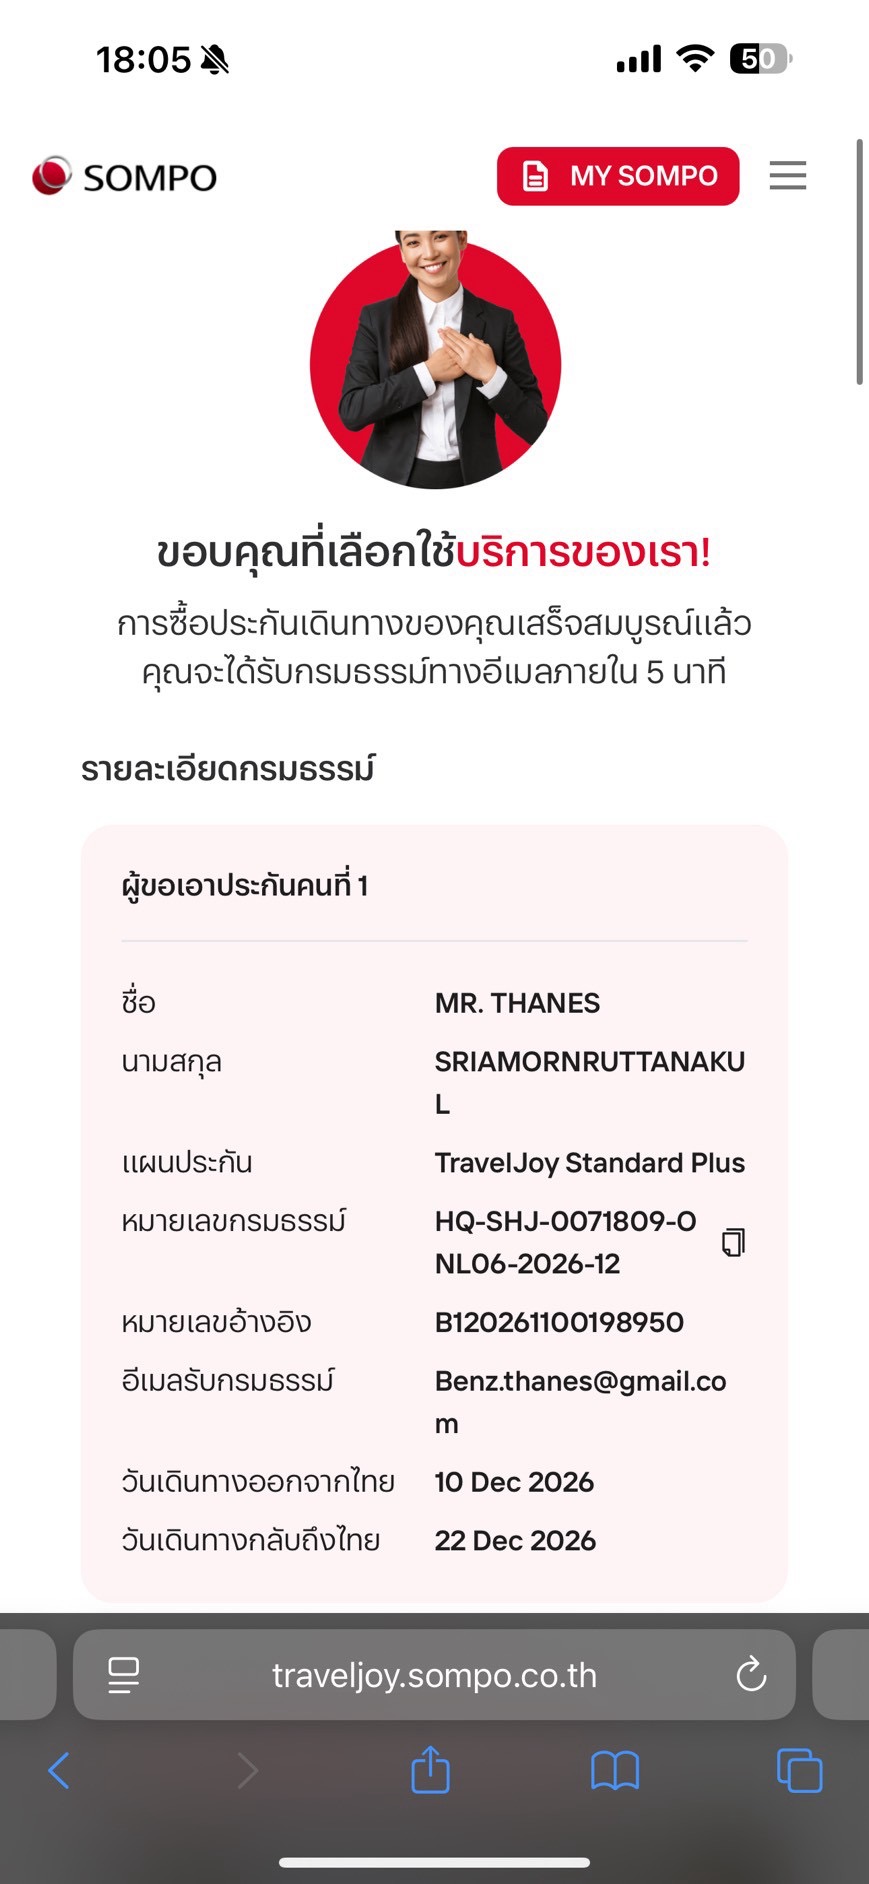 18:05
50
SOMPO
MY SOMPO
ขอบคุณที่เลือกใช้บริการของเรา!
การซื้อประกันเดินทางของคุณเสร็จสมบูรณ์แล้ว
คุณจะได้รับกรมธรรม์ทางอีเมลภายใน 5 นาที
รายละเอียดกรมธรรม์
ผู้ขอเอาประกันคนที่ 1
ชื่อ MR. THANES
นามสกุล SRIAMORNRUTTANAKU
L
แผนประกัน TravelJoy Standard Plus
หมายเลขกรมธรรม์ HQ-SHJ-0071809-O
NL06-2026-12
หมายเลขอ้างอิง B120261100198950
อีเมลรับกรมธรรม์ Benz.thanes@gmail.co
m
วันเดินทางออกจากไทย 10 Dec 2026
วันเดินทางกลับถึงไทย 22 Dec 2026
traveljoy.sompo.co.th